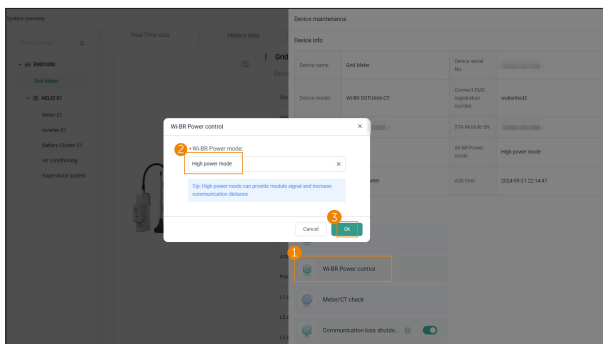 System overview
Real-Time data
History data
EMS1000
Grid Meter
AELIO 01
Meter 01
Inverter 01
Battery Cluster 01
Air conditioning
Supervision system
Grid
Device maintenance
Device info
Device name
Grid Meter
Device serial
No.
Device model
Wi-BR DSTU666-CT
Connect EMS
registration
number
STA Module SN
Wi-BR Power
mode
High power mode
Add time
2024-05-21 22:14:47
Wi-BR Power control
×
2
* Wi-BR Power mode:
High power mode
×
Tip: High power mode can provide module signal and increase
communication distance
3
Cancel
Ok
1
Wi-BR Power control
Meter/CT check
Communication loss shutdo...